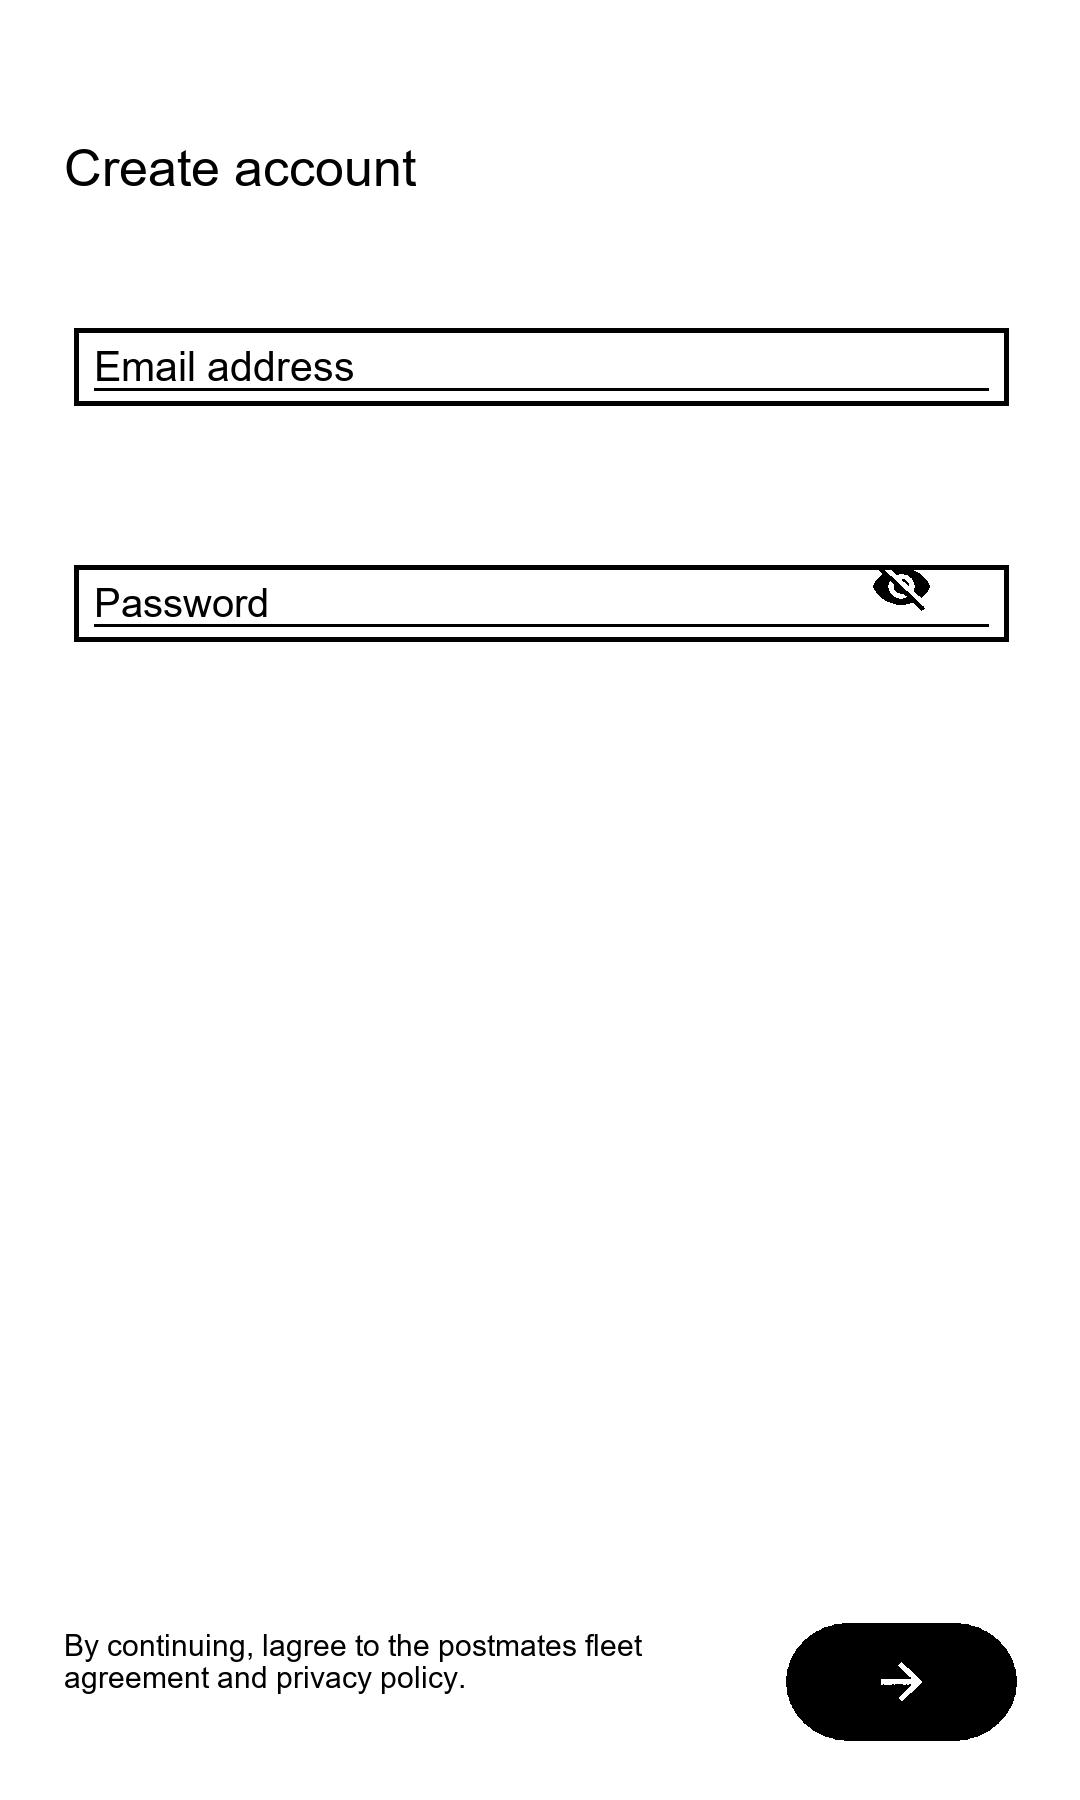 Create account
Email address
Password
By continuing, lagree to the postmates fleet
agreement and privacy policy.